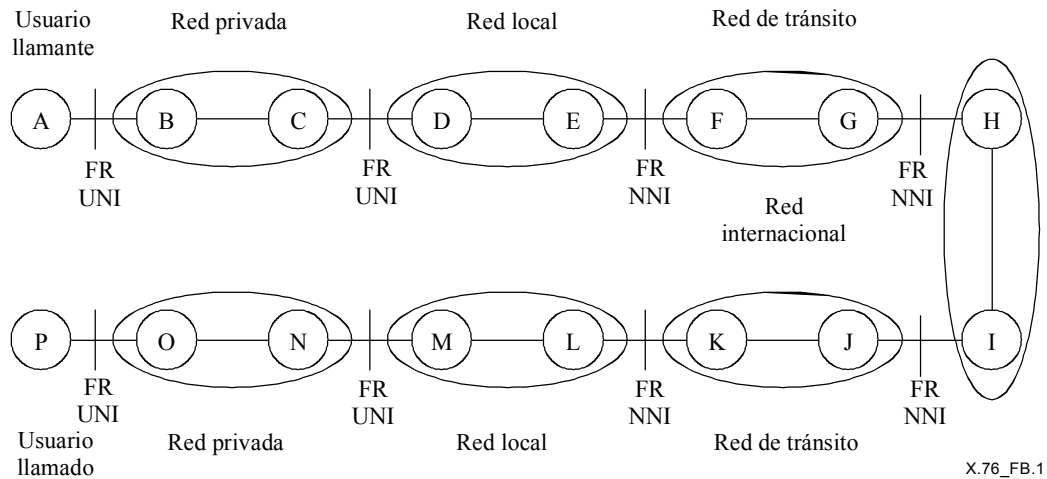 Usuario
llamante
Red privada
Red local
Red de tránsito
A
B
C
D
E
F
G
H
FR
UNI
FR
UNI
FR
NNI
FR
NNI
Red
internacional
P
O
N
M
L
K
J
I
FR
UNI
FR
UNI
FR
NNI
FR
NNI
Usuario
llamado
Red privada
Red local
Red de tránsito
X.76_FB.1